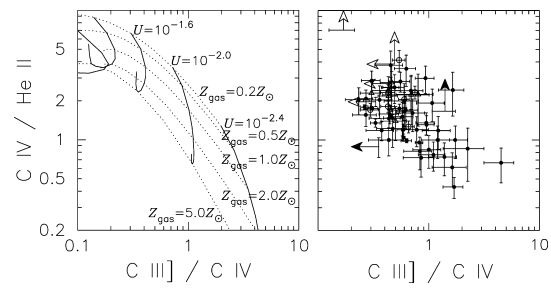 C IV / He II
5
2
1
0.5
0.2
U=10^−1.6
U=10^−2.0
Z_gas=0.2Z_⊙
U=10^−2.4
Z_gas=0.5Z_⊙
Z_gas=1.0Z_⊙
Z_gas=2.0Z_⊙
Z_gas=5.0Z_⊙
0.1
1
10
1
10
C III] / C IV
C III] / C IV